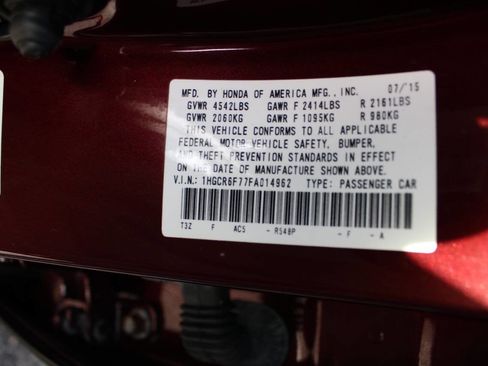 MFD. BY HONDA OF AMERICA MFG., INC. 07/'15
GVWR 4542LBS GAWR F 2414LBS R 2161LBS
GVWR 2060KG GAWR F 1095KG R 980KG
THIS VEHICLE CONFORMS TO ALL APPLICABLE
FEDERAL MOTOR-VEHICLE SAFETY, BUMPER,
AND THEFT PREVENTION STANDARDS IN EFFECT
ON THE DATE OF MANUFACTURE SHOWN ABOVE.
V.I.N.: 1HGCR6F77FA014962 TYPE: PASSENGER CAR
T3Z F AC5 - R548P - F - A